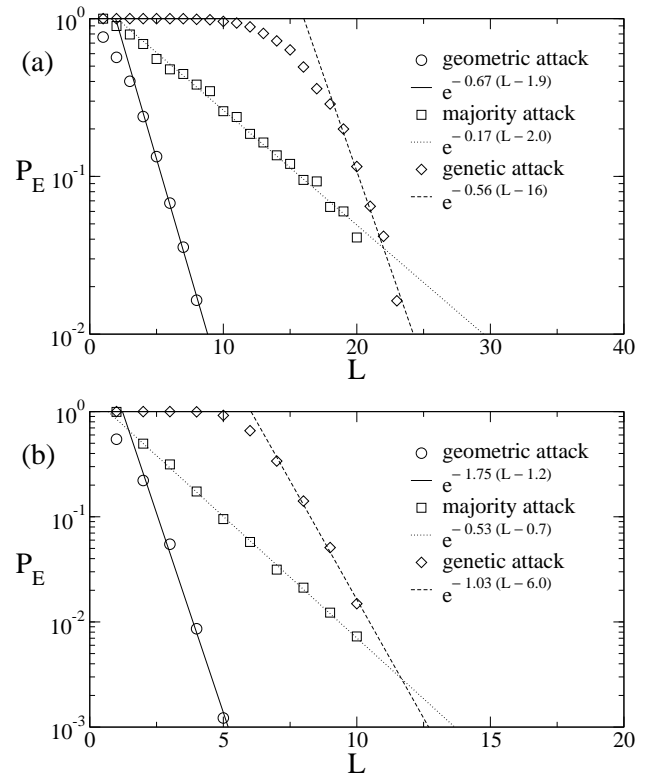 10^0
(a)
geometric attack
e^{- 0.67 (L - 1.9)}
majority attack
e^{- 0.17 (L - 2.0)}
P_E 10^{-1}
genetic attack
e^{- 0.56 (L - 16)}
10^{-2}
0 10 20 30 40
L
10^0
(b)
geometric attack
e^{- 1.75 (L - 1.2)}
10^{-1}
majority attack
e^{- 0.53 (L - 0.7)}
P_E
genetic attack
10^{-2}
e^{- 1.03 (L - 6.0)}
10^{-3}
0 5 10 15 20
L